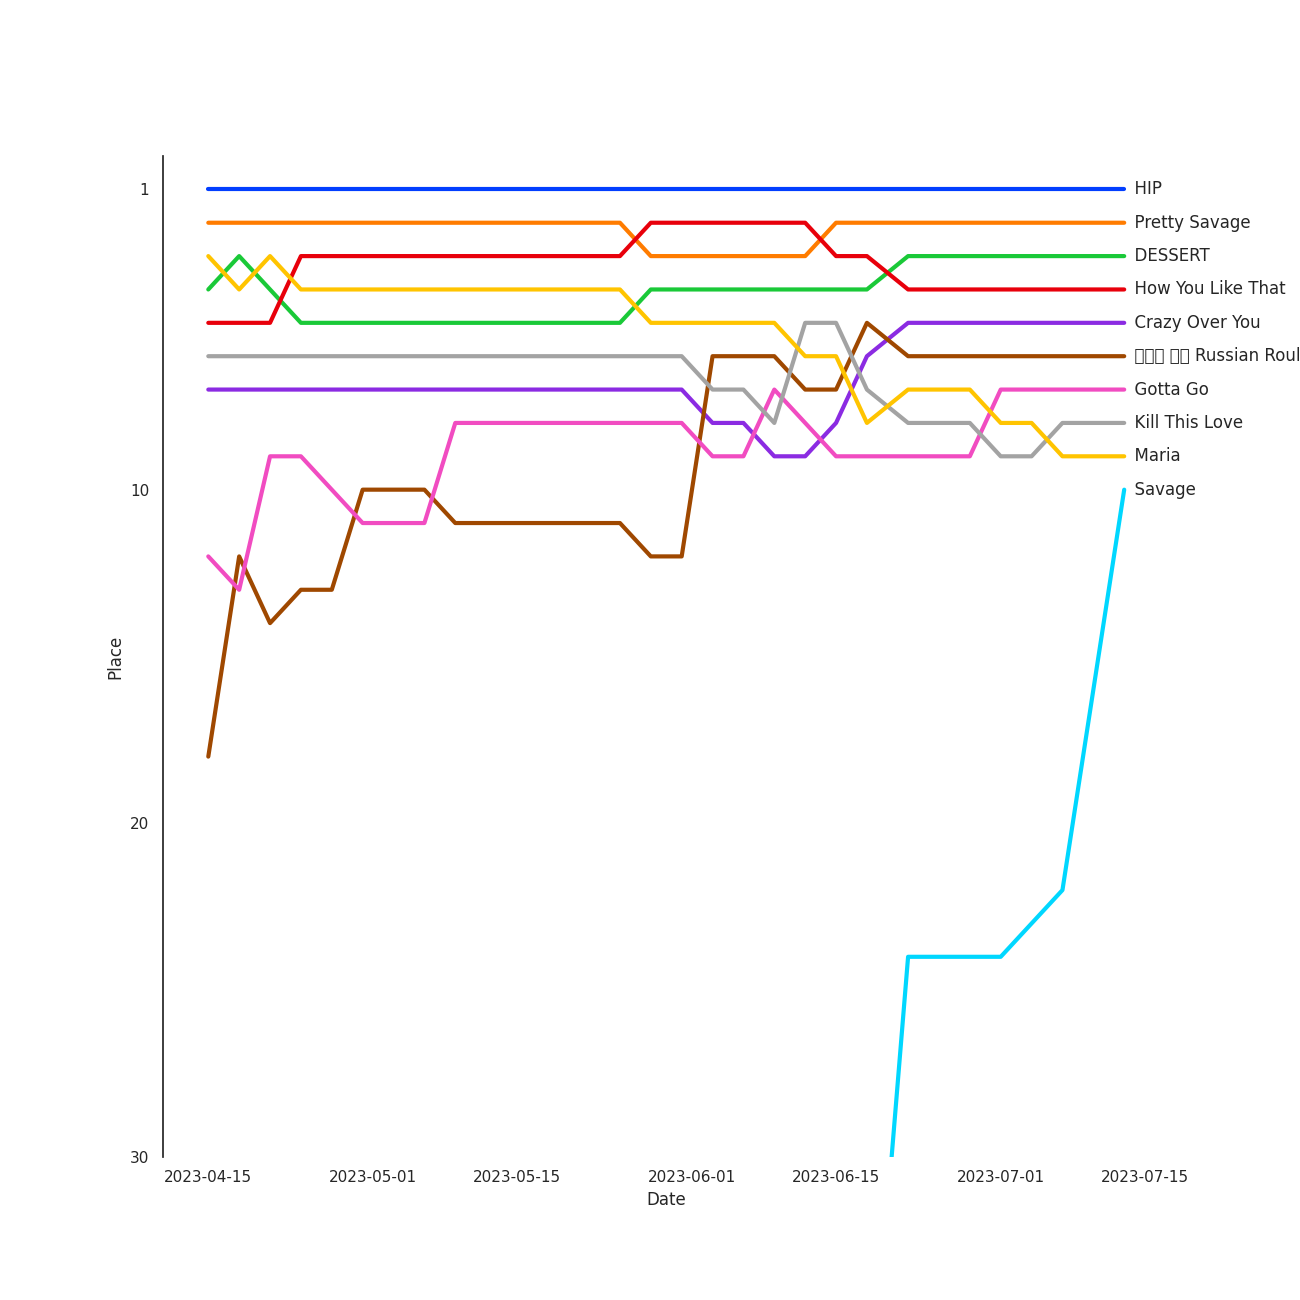 1
HIP
Pretty Savage
DESSERT
How You Like That
Crazy Over You
Russian Roul
Gotta Go
Kill This Love
Maria
10
Savage
Place
20
30
2023-04-15
2023-05-01
2023-05-15
2023-06-01
2023-06-15
2023-07-01
2023-07-15
Date